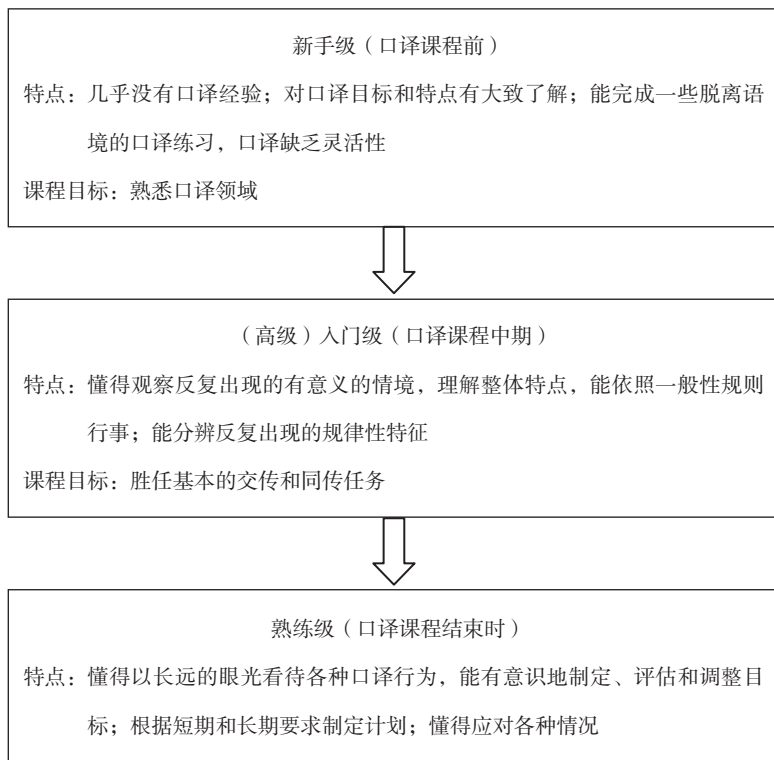 新手级（口译课程前）
特点：几乎没有口译经验；对口译目标和特点有大致了解；能完成一些脱离语
境的口译练习，口译缺乏灵活性
课程目标：熟悉口译领域
（高级）入门级（口译课程中期）
特点：懂得观察反复出现的有意义的情境，理解整体特点，能依照一般性规则
行事；能分辨反复出现的规律性特征
课程目标：胜任基本的交传和同传任务
熟练级（口译课程结束时）
特点：懂得以长远的眼光看待各种口译行为，能有意识地制定、评估和调整目
标；根据短期和长期要求制定计划；懂得应对各种情况